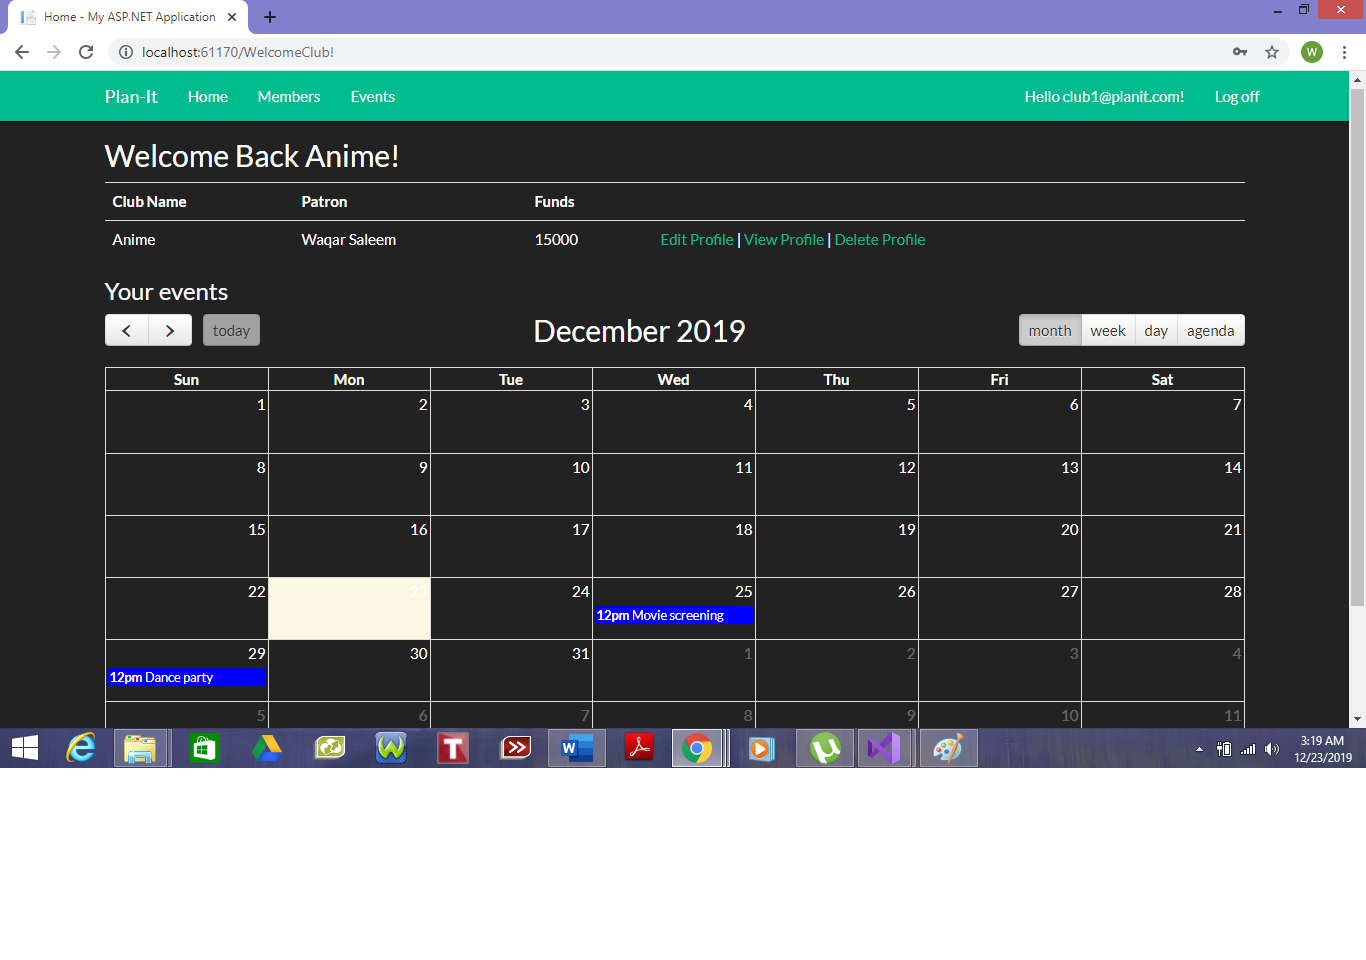 Home - My ASP.NET Application
localhost:61170/WelcomeClub!
W
Plan-It Home Members Events Hello club1@planit.com! Log off
Welcome Back Anime!
Club Name Patron Funds
Anime Waqar Saleem 15000 Edit Profile | View Profile | Delete Profile
Your events
today December 2019 month week day agenda
Sun Mon Tue Wed Thu Fri Sat
1 2 3 4 5 6 7
8 9 10 11 12 13 14
15 16 17 18 19 20 21
22 23 24 25 26 27 28
12pm Movie screening
29 30 31 1 2 3 4
12pm Dance party
5 6 7 8 9 10 11
3:19 AM
12/23/2019